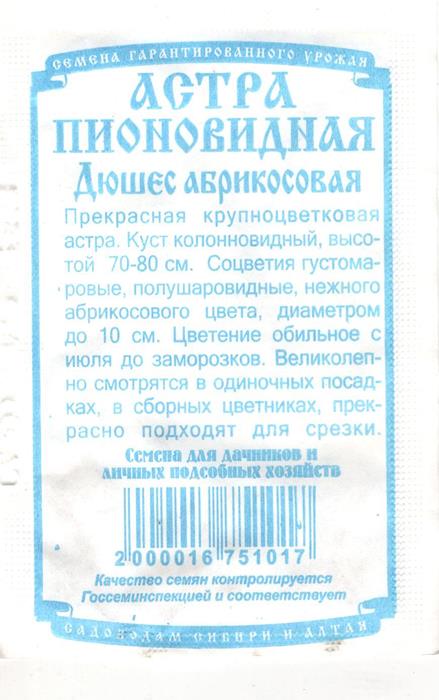 СЕМЕНА ГАРАНТИРОВАННОГО УРОЖАЯ
АСТРА
ПИОНОВИДНАЯ
Дюшес абрикосовая
Прекрасная крупноцветковая
астра. Куст колонновидный, высо-
той 70-80 см. Соцветия густома-
ровые, полушаровидные, нежного
абрикосового цвета, диаметром
до 10 см. Цветение обильное с
июля до заморозков. Великолеп-
но смотрятся в одиночных посад-
ках, в сборных цветниках, прек-
расно подходят для срезки.
Семена для дачников и
личных подсобных хозяйств
2 000016 751017
Качество семян контролируется
Госсеминспекцией и соответствует
САДОВОДАМ СИБИРИ И АЛТАЯ